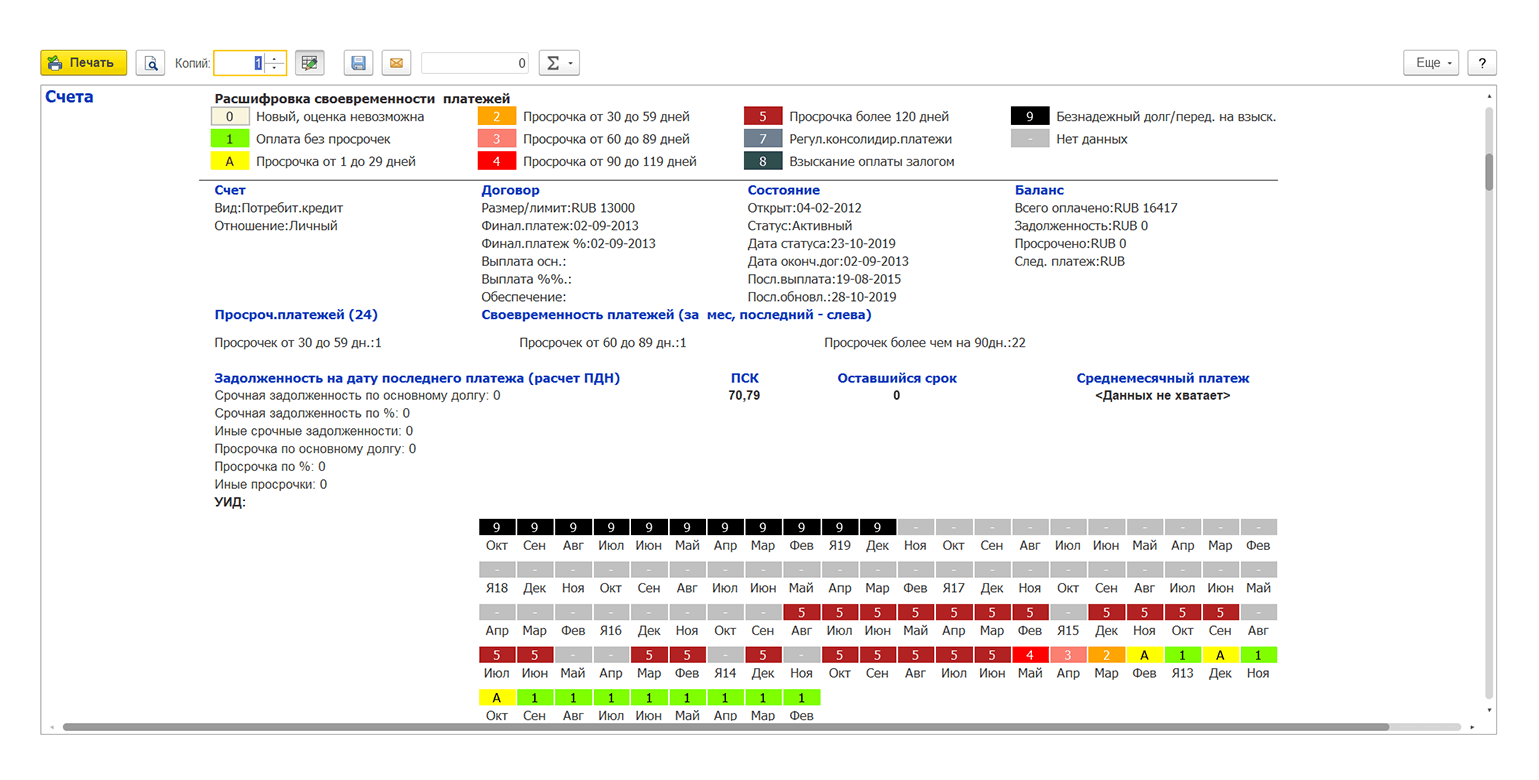 Печать Копий: 1 0 Σ Еще ?
Счета
Расшифровка своевременности платежей
0 Новый, оценка невозможна 2 Просрочка от 30 до 59 дней 5 Просрочка более 120 дней 9 Безнадежный долг/перед. на взыск.
1 Оплата без просрочек 3 Просрочка от 60 до 89 дней 7 Регул.консолидир.платежи - Нет данных
А Просрочка от 1 до 29 дней 4 Просрочка от 90 до 119 дней 8 Взыскание оплаты залогом
Счет Договор Состояние Баланс
Вид:Потребит.кредит Размер/лимит:RUB 13000 Открыт:04-02-2012 Всего оплачено:RUB 16417
Отношение:Личный Финал.платеж:02-09-2013 Статус:Активный Задолженность:RUB 0
Финал.платеж %:02-09-2013 Дата статуса:23-10-2019 Просрочено:RUB 0
Выплата осн.: Дата оконч.дог:02-09-2013 След. платеж:RUB
Выплата %%.: Посл.выплата:19-08-2015
Обеспечение: Посл.обновл.:28-10-2019
Просроч.платежей (24) Своевременность платежей (за мес, последний - слева)
Просрочек от 30 до 59 дн.:1 Просрочек от 60 до 89 дн.:1 Просрочек более чем на 90дн.:22
Задолженность на дату последнего платежа (расчет ПДН) ПСК Оставшийся срок Среднемесячный платеж
Срочная задолженность по основному долгу: 0 70,79 0 <Данных не хватает>
Срочная задолженность по %: 0
Иные срочные задолженности: 0
Просрочка по основному долгу: 0
Просрочка по %: 0
Иные просрочки: 0
УИД:
9 9 9 9 9 9 9 9 9 9 9 - - - - - - - - - -
Окт Сен Авг Июл Июн Май Апр Мар Фев Я19 Дек Ноя Окт Сен Авг Июл Июн Май Апр Мар Фев
- - - - - - - - - - - - - - - - - - - - -
Я18 Дек Ноя Окт Сен Авг Июл Июн Май Апр Мар Фев Я17 Дек Ноя Окт Сен Авг Июл Июн Май
- - - - - - - - 5 5 5 5 5 5 5 - 5 5 5 5 -
Апр Мар Фев Я16 Дек Ноя Окт Сен Авг Июл Июн Май Апр Мар Фев Я15 Дек Ноя Окт Сен Авг
5 5 - - 5 5 - 5 - 5 5 5 5 5 4 3 2 А 1 А 1
Июл Июн Май Апр Мар Фев Я14 Дек Ноя Окт Сен Авг Июл Июн Май Апр Мар Фев Я13 Дек Ноя
А 1 1 1 1 1 1 1 1
Окт Сен Авг Июл Июн Май Апр Мар Фев